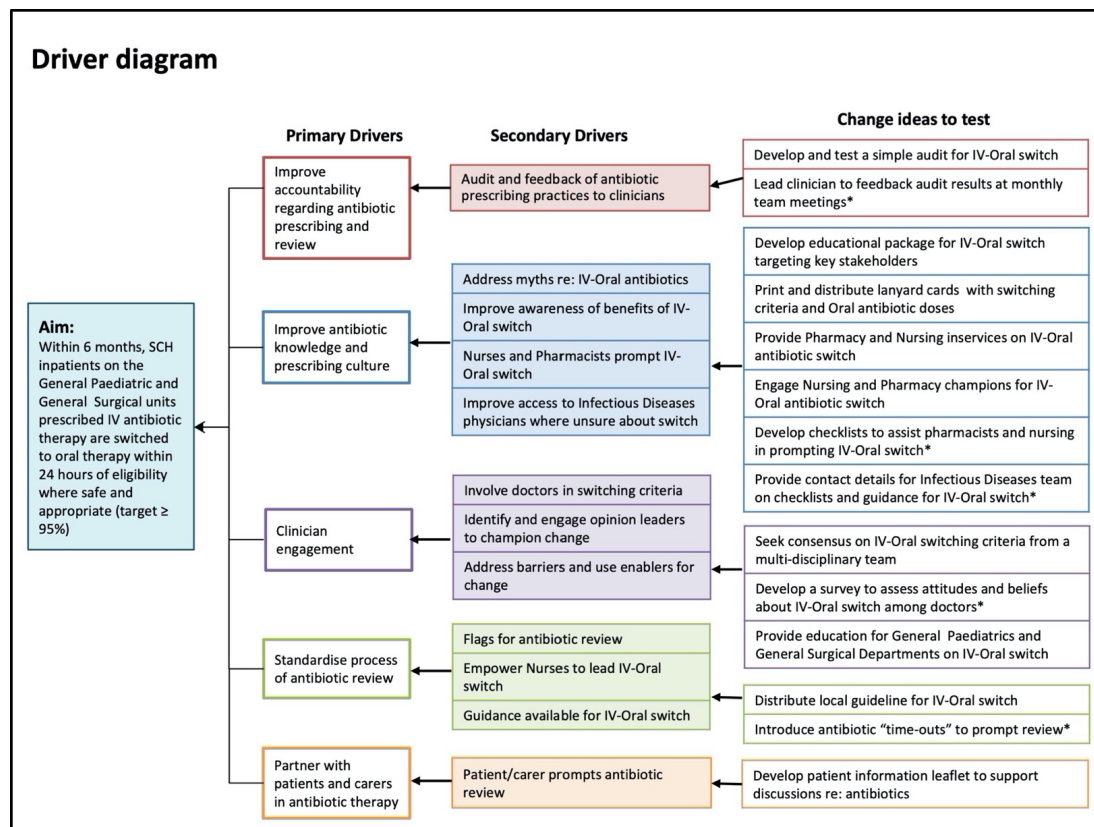 Driver diagram
Primary Drivers
Secondary Drivers
Change ideas to test
Aim:
Within 6 months, SCH
inpatients on the
General Paediatric and
General Surgical units
prescribed IV antibiotic
therapy are switched
to oral therapy within
24 hours of eligibility
where safe and
appropriate (target ≥
95%)
Improve
accountability
regarding antibiotic
prescribing and
review
Audit and feedback of antibiotic
prescribing practices to clinicians
Develop and test a simple audit for IV-Oral switch
Lead clinician to feedback audit results at monthly
team meetings*
Improve antibiotic
knowledge and
prescribing culture
Address myths re: IV-Oral antibiotics
Improve awareness of benefits of IV-
Oral switch
Nurses and Pharmacists prompt IV-
Oral switch
Improve access to Infectious Diseases
physicians where unsure about switch
Develop educational package for IV-Oral switch
targeting key stakeholders
Print and distribute lanyard cards with switching
criteria and Oral antibiotic doses
Provide Pharmacy and Nursing inservices on IV-Oral
antibiotic switch
Engage Nursing and Pharmacy champions for IV-
Oral antibiotic switch
Develop checklists to assist pharmacists and nursing
in prompting IV-Oral switch*
Provide contact details for Infectious Diseases team
on checklists and guidance for IV-Oral switch*
Clinician
engagement
Involve doctors in switching criteria
Identify and engage opinion leaders
to champion change
Address barriers and use enablers for
change
Seek consensus on IV-Oral switching criteria from a
multi-disciplinary team
Develop a survey to assess attitudes and beliefs
about IV-Oral switch among doctors*
Provide education for General Paediatrics and
General Surgical Departments on IV-Oral switch
Standardise process
of antibiotic review
Flags for antibiotic review
Empower Nurses to lead IV-Oral
switch
Guidance available for IV-Oral switch
Distribute local guideline for IV-Oral switch
Introduce antibiotic “time-outs” to prompt review*
Partner with
patients and carers
in antibiotic therapy
Patient/carer prompts antibiotic
review
Develop patient information leaflet to support
discussions re: antibiotics